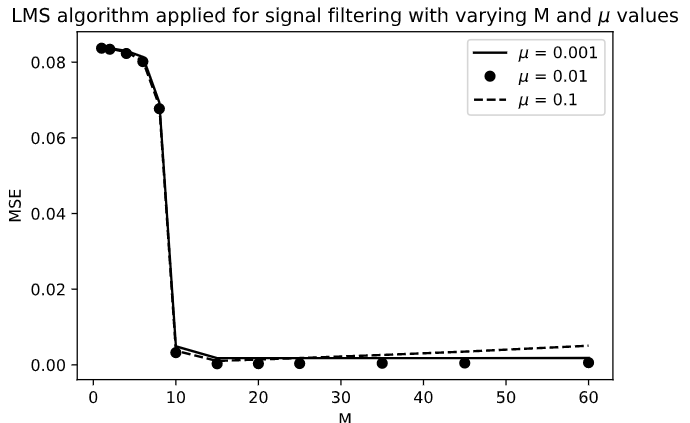 LMS algorithm applied for signal filtering with varying M and μ values
μ = 0.001
μ = 0.01
μ = 0.1
0.08
0.06
0.04
0.02
0.00
MSE
0 10 20 30 40 50 60
M